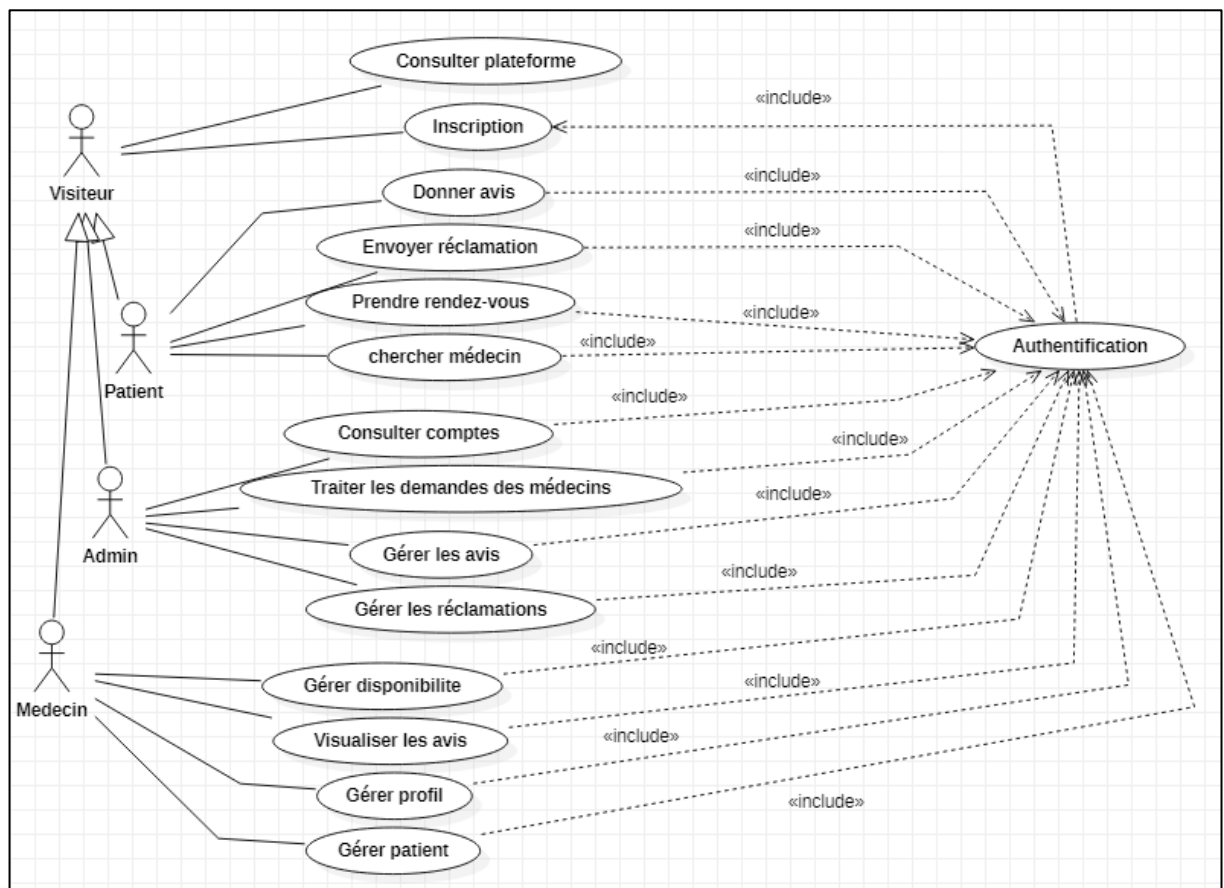 Consulter plateforme
«include»
Inscription
Visiteur
«include»
Donner avis
«include»
Envoyer réclamation
Prendre rendez-vous
«include»
«include»
chercher médecin
Authentification
Patient
«include»
Consulter comptes
«include»
Traiter les demandes des médecins
«include»
Admin
Gérer les avis
«include»
Gérer les réclamations
«include»
Gérer disponibilite
«include»
Medecin
Visualiser les avis
«include»
Gérer profil
«include»
Gérer patient